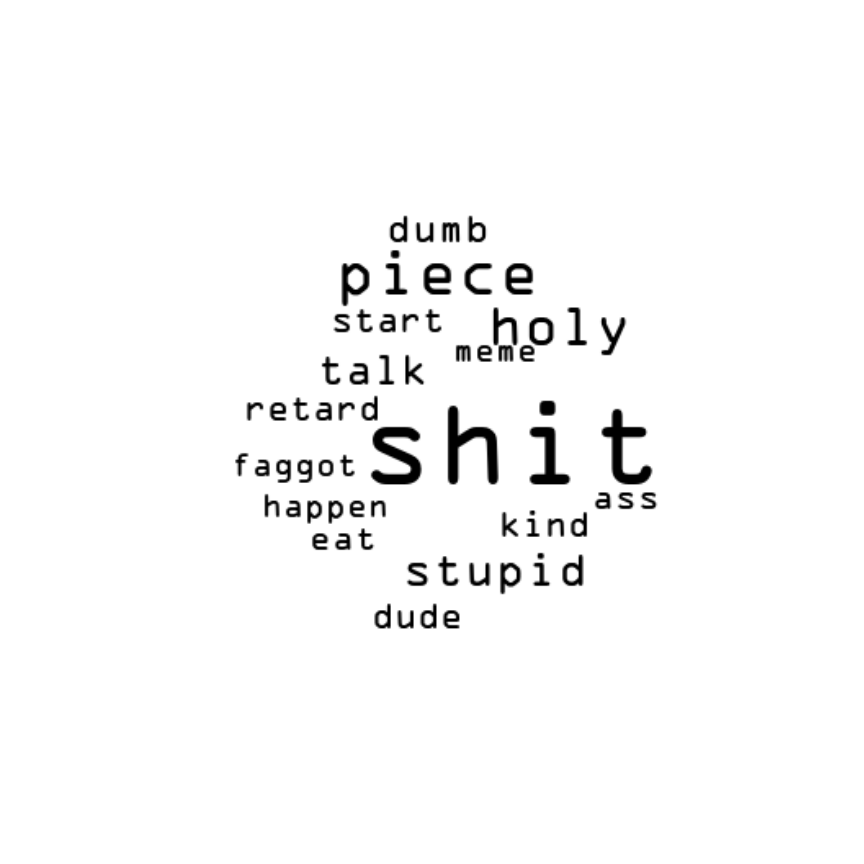 dumb
piece
start
holy
meme
talk
retard
shit
faggot
ass
happen
kind
eat
stupid
dude